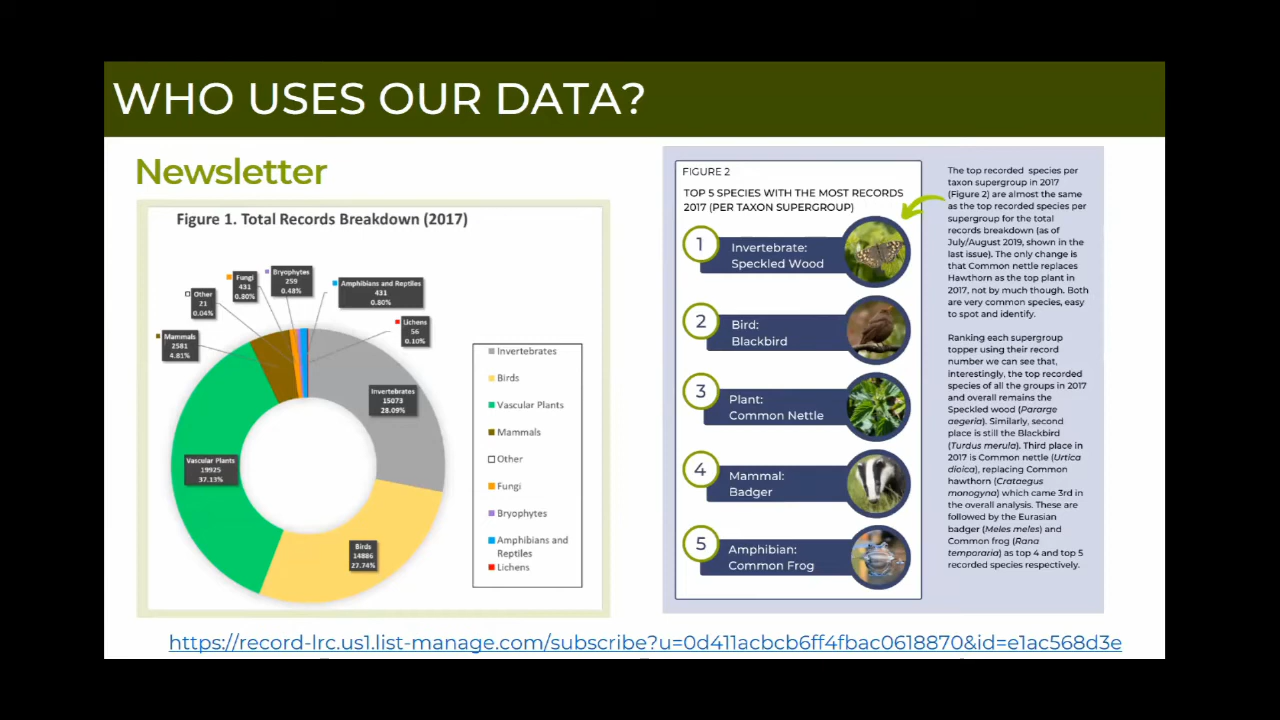 WHO USES OUR DATA?
Newsletter
Figure 1. Total Records Breakdown (2017)
Other
21
0.04%
Fungi
431
0.80%
Bryophytes
259
0.48%
Amphibians and Reptiles
431
0.80%
Lichens
56
0.10%
Mammals
2581
4.81%
Invertebrates
15073
28.09%
Vascular Plants
19925
37.13%
Birds
14886
27.74%
Invertebrates
Birds
Vascular Plants
Mammals
Other
Fungi
Bryophytes
Amphibians and
Reptiles
Lichens
FIGURE 2
TOP 5 SPECIES WITH THE MOST RECORDS
2017 (PER TAXON SUPERGROUP)
1
Invertebrate:
Speckled Wood
2
Bird:
Blackbird
3
Plant:
Common Nettle
4
Mammal:
Badger
5
Amphibian:
Common Frog
The top recorded species per
taxon supergroup in 2017
(Figure 2) are almost the same
as the top recorded species per
supergroup for the total
records breakdown (as of
July/August 2019, shown in the
last issue). The only change is
that Common nettle replaces
Hawthorn as the top plant in
2017, not by much though. Both
are very common species, easy
to spot and identify.
Ranking each supergroup
topper using their record
number we can see that,
interestingly, the top recorded
species of all the groups in 2017
and overall remains the
Speckled wood (Pararge
aegeria). Similarly, second
place is still the Blackbird
(Turdus merula). Third place in
2017 is Common nettle (Urtica
dioica), replacing Common
hawthorn (Crataegus
monogyna) which came 3rd in
the overall analysis. These are
followed by the Eurasian
badger (Meles meles) and
Common frog (Rana
temporaria) as top 4 and top 5
recorded species respectively.
https://record-lrc.us1.list-manage.com/subscribe?u=0d411acbcb6ff4fbac0618870&id=e1ac568d3e